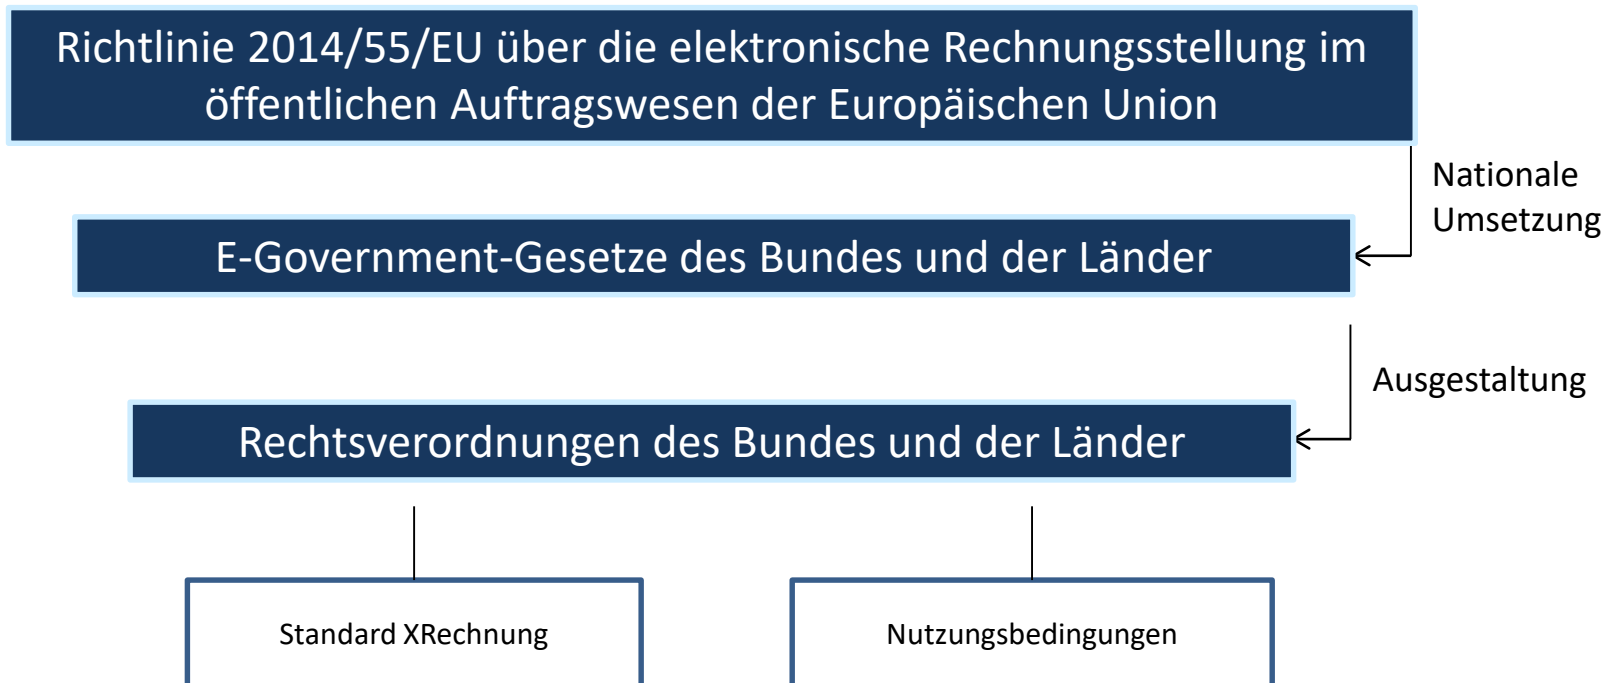 Richtlinie 2014/55/EU über die elektronische Rechnungsstellung im
öffentlichen Auftragswesen der Europäischen Union
Nationale
Umsetzung
E-Government-Gesetze des Bundes und der Länder
Ausgestaltung
Rechtsverordnungen des Bundes und der Länder
Standard XRechnung
Nutzungsbedingungen